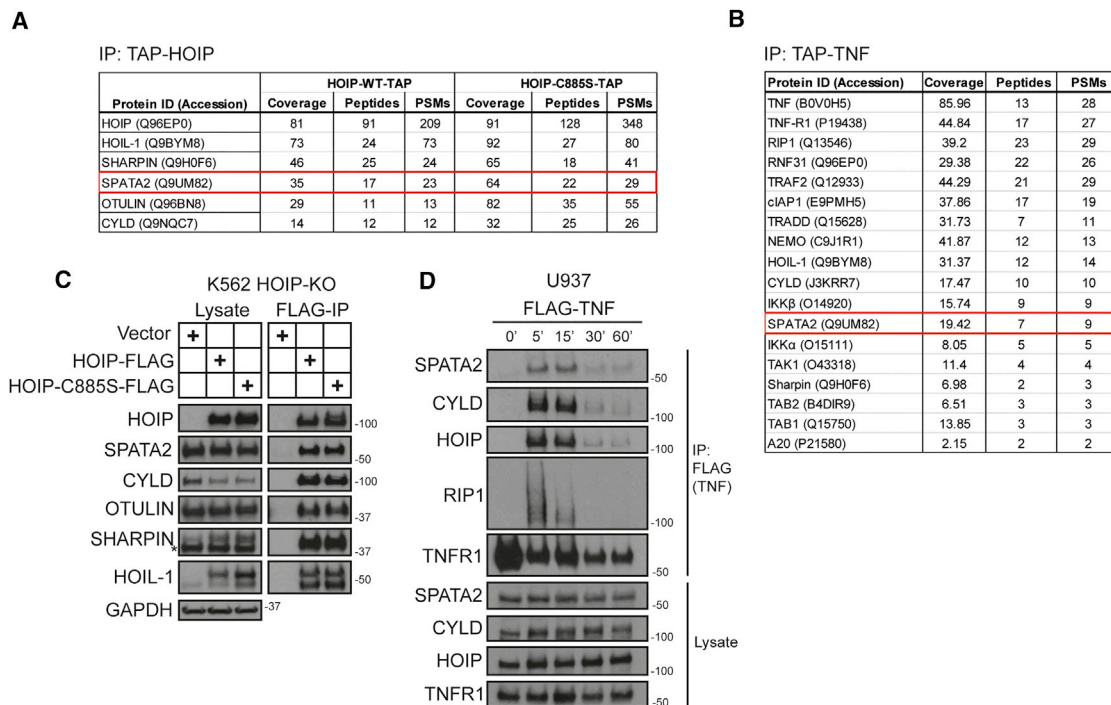 A
IP: TAP-HOIP
HOIP-WT-TAP HOIP-C885S-TAP
Protein ID (Accession) Coverage Peptides PSMs Coverage Peptides PSMs
HOIP (Q96EP0) 81 91 209 91 128 348
HOIL-1 (Q9BYM8) 73 24 73 92 27 80
SHARPIN (Q9H0F6) 46 25 24 65 18 41
SPATA2 (Q9UM82) 35 17 23 64 22 29
OTULIN (Q96BN8) 29 11 13 82 35 55
CYLD (Q9NQC7) 14 12 12 32 25 26
B
IP: TAP-TNF
Protein ID (Accession) Coverage Peptides PSMs
TNF (B0V0H5) 85.96 13 28
TNF-R1 (P19438) 44.84 17 27
RIP1 (Q13546) 39.2 23 29
RNF31 (Q96EP0) 29.38 22 26
TRAF2 (Q12933) 44.29 21 29
cIAP1 (E9PMH5) 37.86 17 19
TRADD (Q15628) 31.73 7 11
NEMO (C9J1R1) 41.87 12 13
HOIL-1 (Q9BYM8) 31.37 12 14
CYLD (J3KRR7) 17.47 10 10
IKKβ (O14920) 15.74 9 9
SPATA2 (Q9UM82) 19.42 7 9
IKKα (O15111) 8.05 5 5
TAK1 (O43318) 11.4 4 4
Sharpin (Q9H0F6) 6.98 2 3
TAB2 (B4DIR9) 6.51 3 3
TAB1 (Q15750) 13.85 3 3
A20 (P21580) 2.15 2 2
C
K562 HOIP-KO
Lysate FLAG-IP
Vector + +
HOIP-FLAG + +
HOIP-C885S-FLAG + +
HOIP -100
SPATA2 -50
CYLD -100
OTULIN -37
SHARPIN * -37
HOIL-1 -50
GAPDH -37
D
U937
FLAG-TNF
0' 5' 15' 30' 60'
SPATA2 -50
CYLD -100
HOIP -100
RIP1 -100
TNFR1 -50
IP:
FLAG
(TNF)
SPATA2 -50
CYLD -100
HOIP -100
TNFR1 -50
Lysate